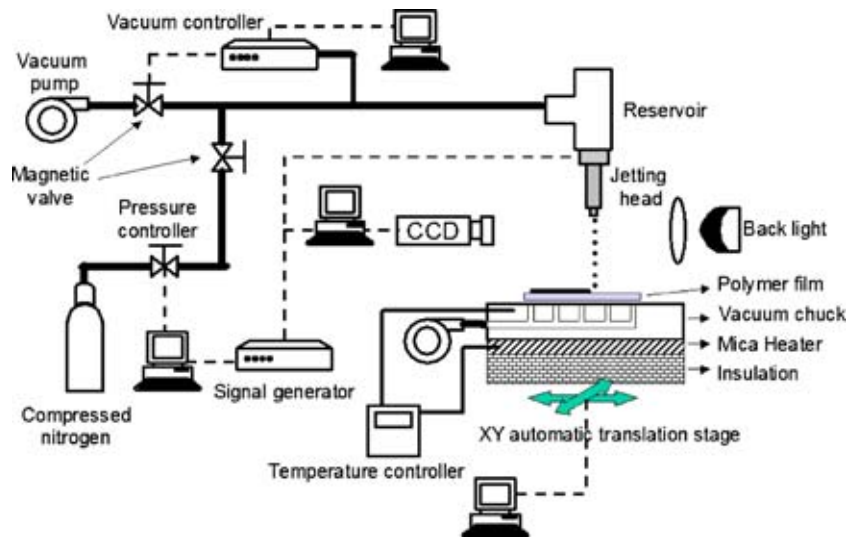 Vacuum controller
Vacuum
pump
Reservoir
Magnetic
valve
Jetting
head
Pressure
controller
CCD
Back light
Polymer film
Vacuum chuck
Mica Heater
Insulation
Signal generator
Compressed
nitrogen
XY automatic translation stage
Temperature controller